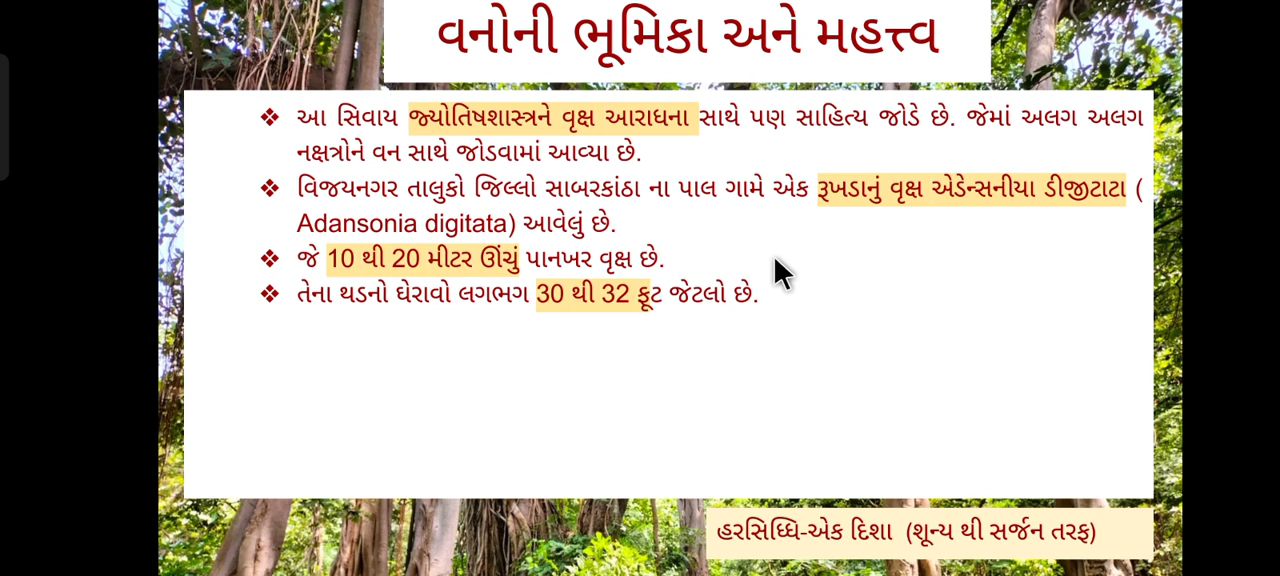 વનોની ભૂમિકા અને મહત્ત્વ
❖ આ સિવાય જ્યોતિષશાસ્ત્રને વૃક્ષ આરાધના સાથે પણ સાહિત્ય જોડે છે. જેમાં અલગ અલગ
નક્ષત્રોને વન સાથે જોડવામાં આવ્યા છે.
❖ વિજયનગર તાલુકો જિલ્લો સાબરકાંઠા ના પાલ ગામે એક રૂખડાનું વૃક્ષ એડેન્સનીયા ડીજીટાટા (
Adansonia digitata) આવેલું છે.
❖ જે 10 થી 20 મીટર ઊંચું પાનખર વૃક્ષ છે.
❖ તેના થડનો ઘેરાવો લગભગ 30 થી 32 ફૂટ જેટલો છે.
હરસિધ્ધિ-એક દિશા (શૂન્ય થી સર્જન તરફ)